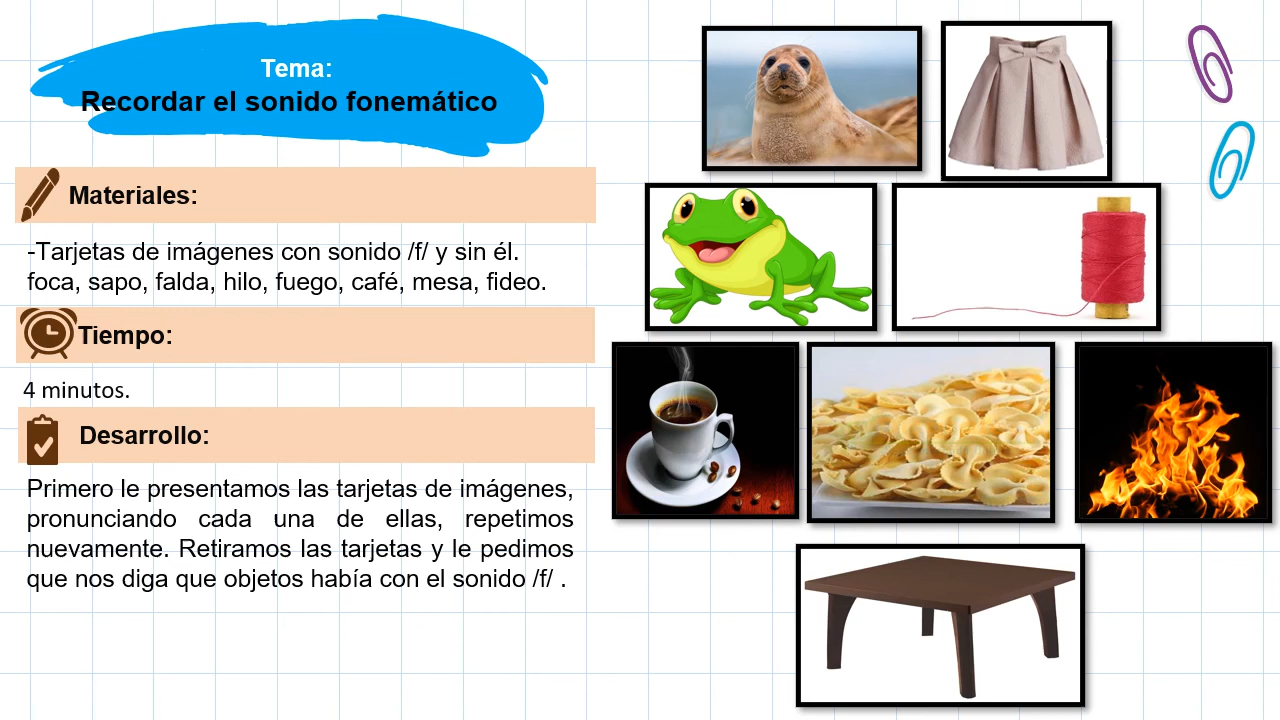 Tema:
Recordar el sonido fonemático
Materiales:
-Tarjetas de imágenes con sonido /f/ y sin él.
foca, sapo, falda, hilo, fuego, café, mesa, fideo.
Tiempo:
4 minutos.
Desarrollo:
Primero le presentamos las tarjetas de imágenes,
pronunciando cada una de ellas, repetimos
nuevamente. Retiramos las tarjetas y le pedimos
que nos diga que objetos había con el sonido /f/ .